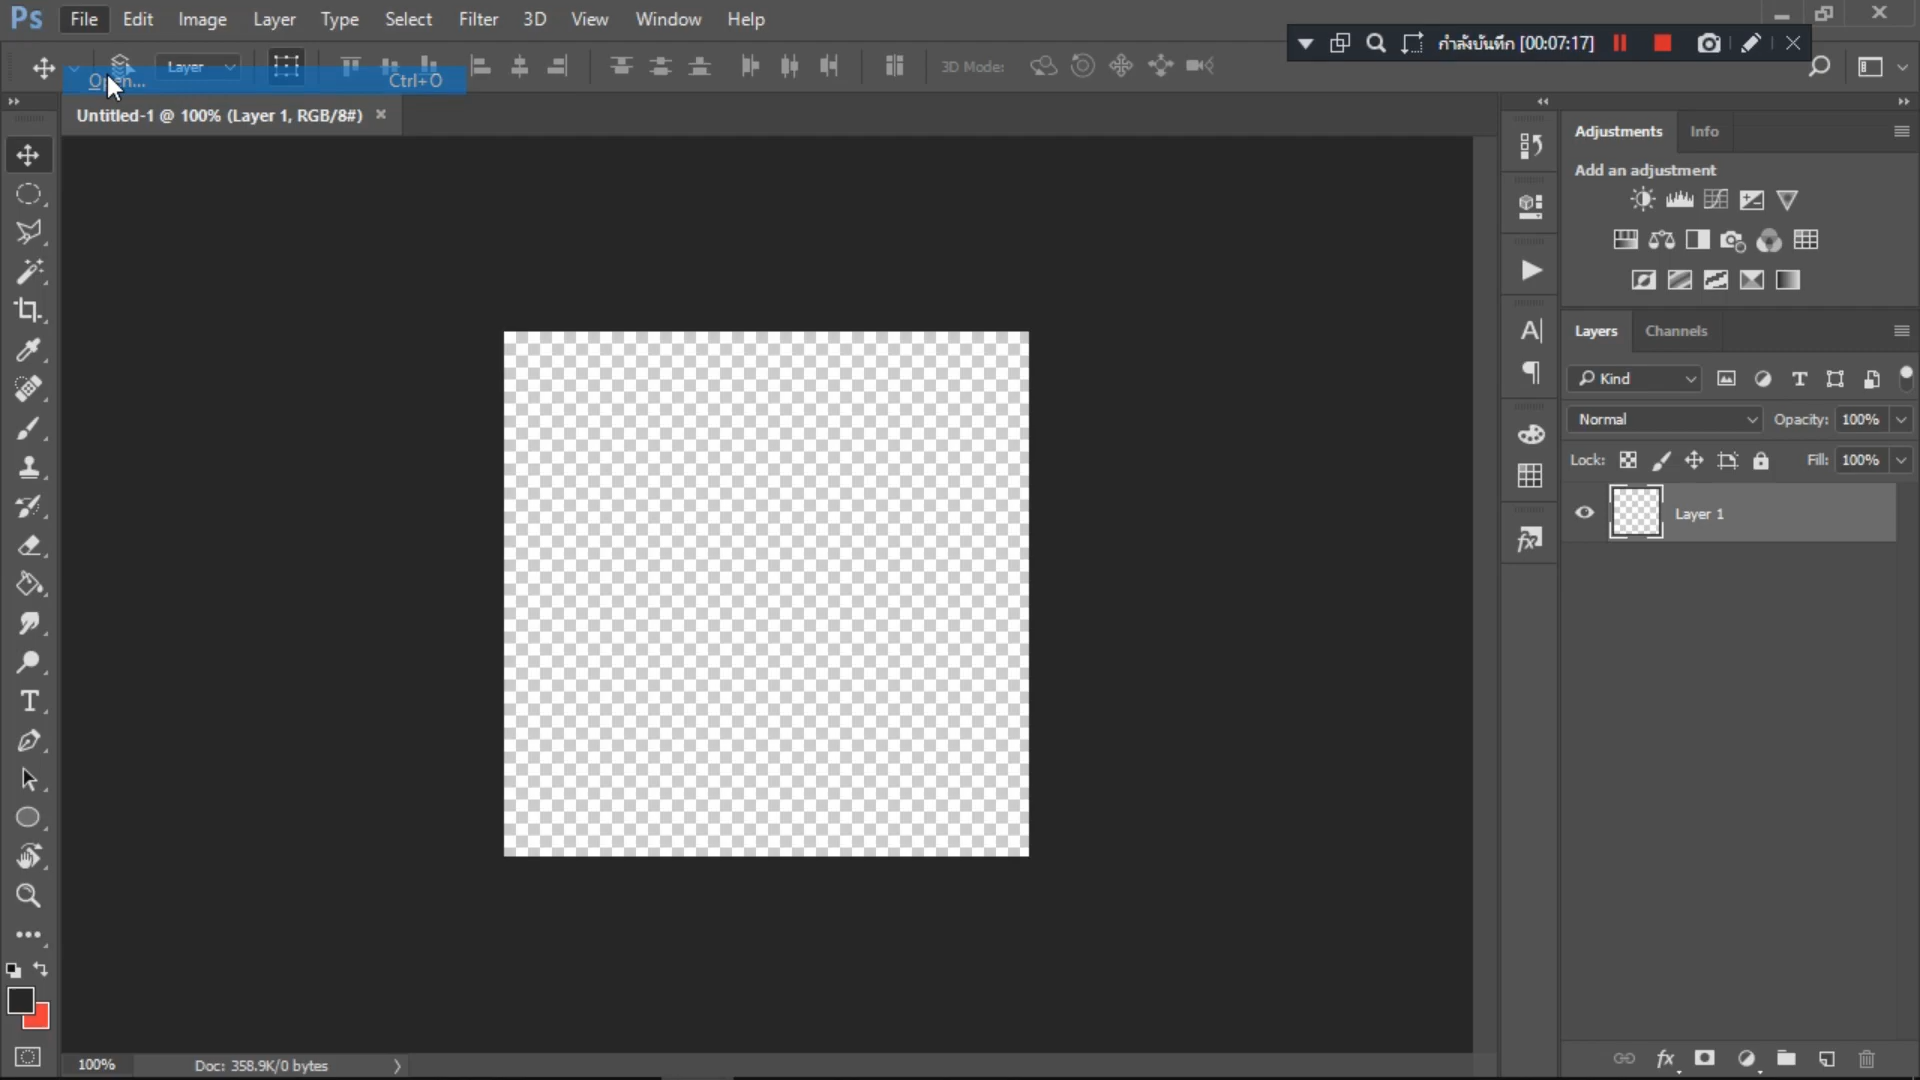 Ps File Edit Image Layer Type Select Filter 3D View Window Help
กำลังบันทึก [00:07:17]
Layer 3D Mode:
Open... Ctrl+O
Untitled-1 @ 100% (Layer 1, RGB/8#) ×
Adjustments Info
Add an adjustment
Layers Channels
Kind
Normal Opacity: 100%
Lock: Fill: 100%
Layer 1
100% Doc: 358.9K/0 bytes